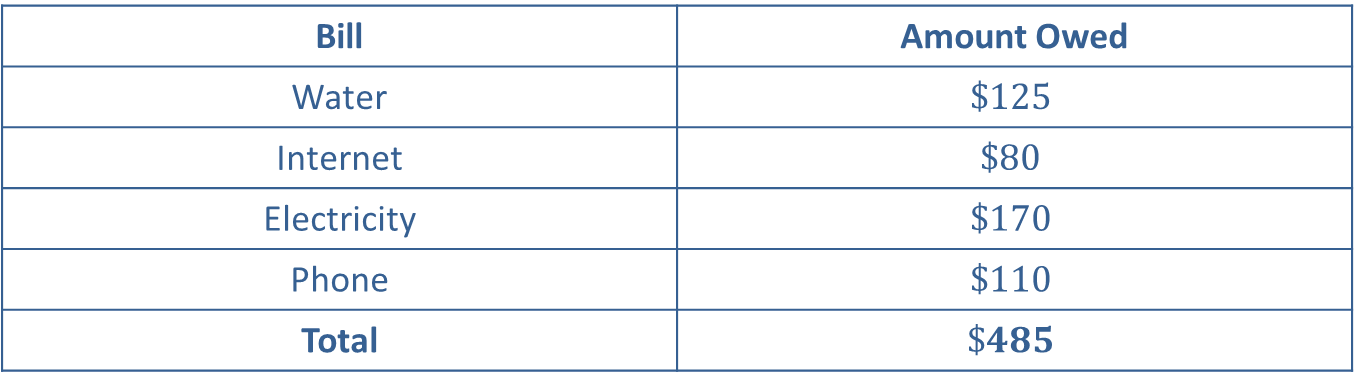 Bill Amount Owed
Water $125
Internet $80
Electricity $170
Phone $110
Total $485